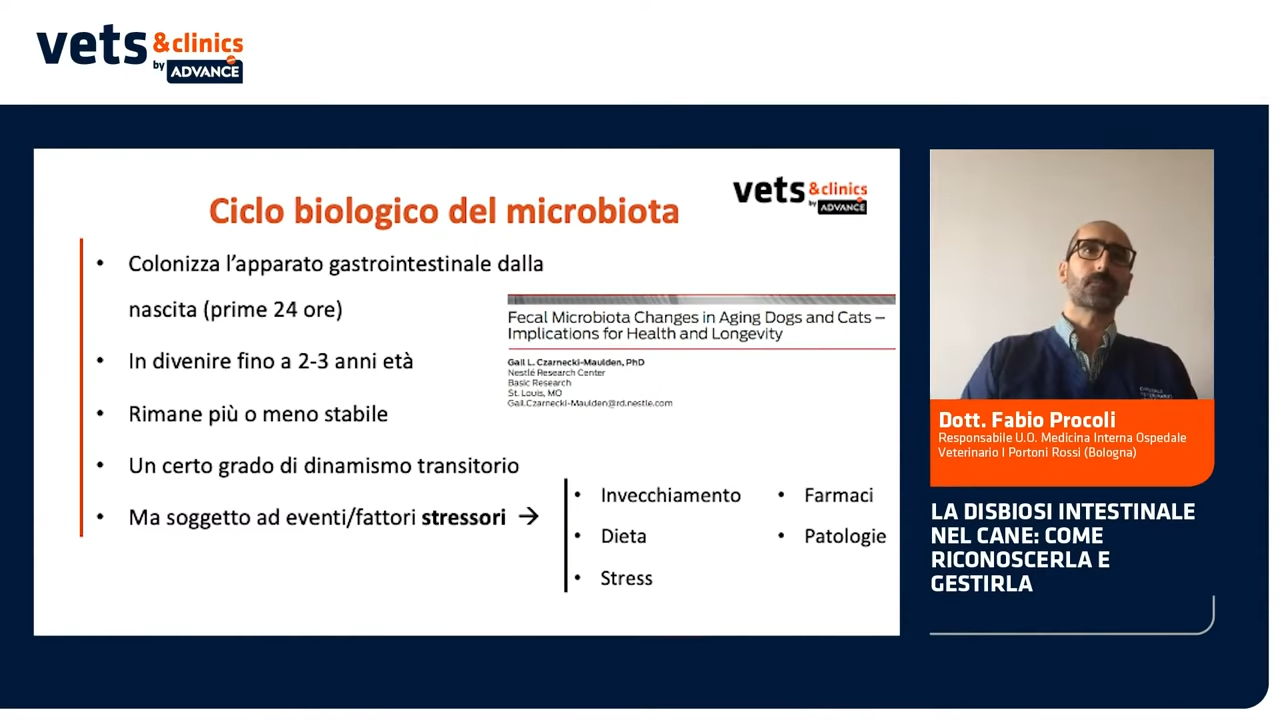 vets &clinics
by ADVANCE
vets &clinics
by ADVANCE
Ciclo biologico del microbiota
• Colonizza l’apparato gastrointestinale dalla
nascita (prime 24 ore)
• In divenire fino a 2-3 anni età
• Rimane più o meno stabile
• Un certo grado di dinamismo transitorio
• Ma soggetto ad eventi/fattori stressori →
Fecal Microbiota Changes in Aging Dogs and Cats –
Implications for Health and Longevity
Gail L. Czarnecki-Maulden, PhD
Nestlé Research Center
Basic Research
St. Louis, MO
Gail.Czarnecki-Maulden@rd.nestle.com
• Invecchiamento
• Dieta
• Stress
• Farmaci
• Patologie
Dott. Fabio Procoli
Responsabile U.O. Medicina Interna Ospedale
Veterinario I Portoni Rossi (Bologna)
LA DISBIOSI INTESTINALE
NEL CANE: COME
RICONOSCERLA E
GESTIRLA